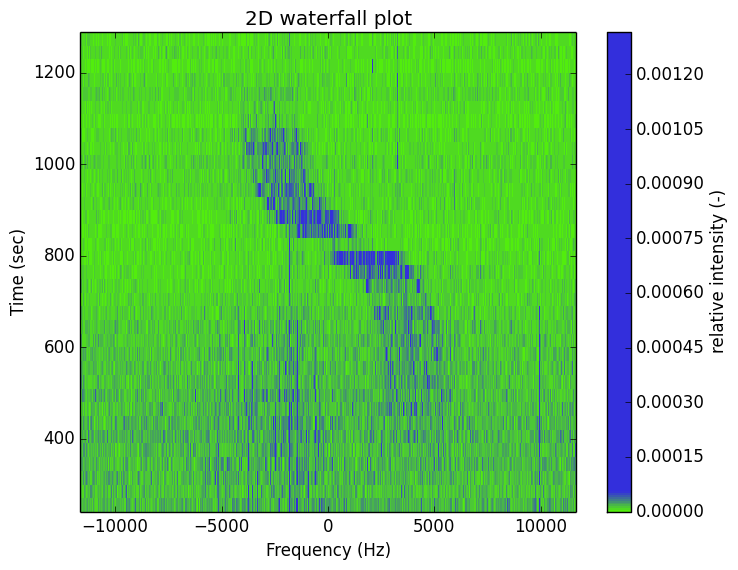 2D waterfall plot
1200
1000
800
600
400
Time (sec)
−10000 −5000 0 5000 10000
Frequency (Hz)
0.00120
0.00105
0.00090
0.00075
0.00060
0.00045
0.00030
0.00015
0.00000
relative intensity (-)